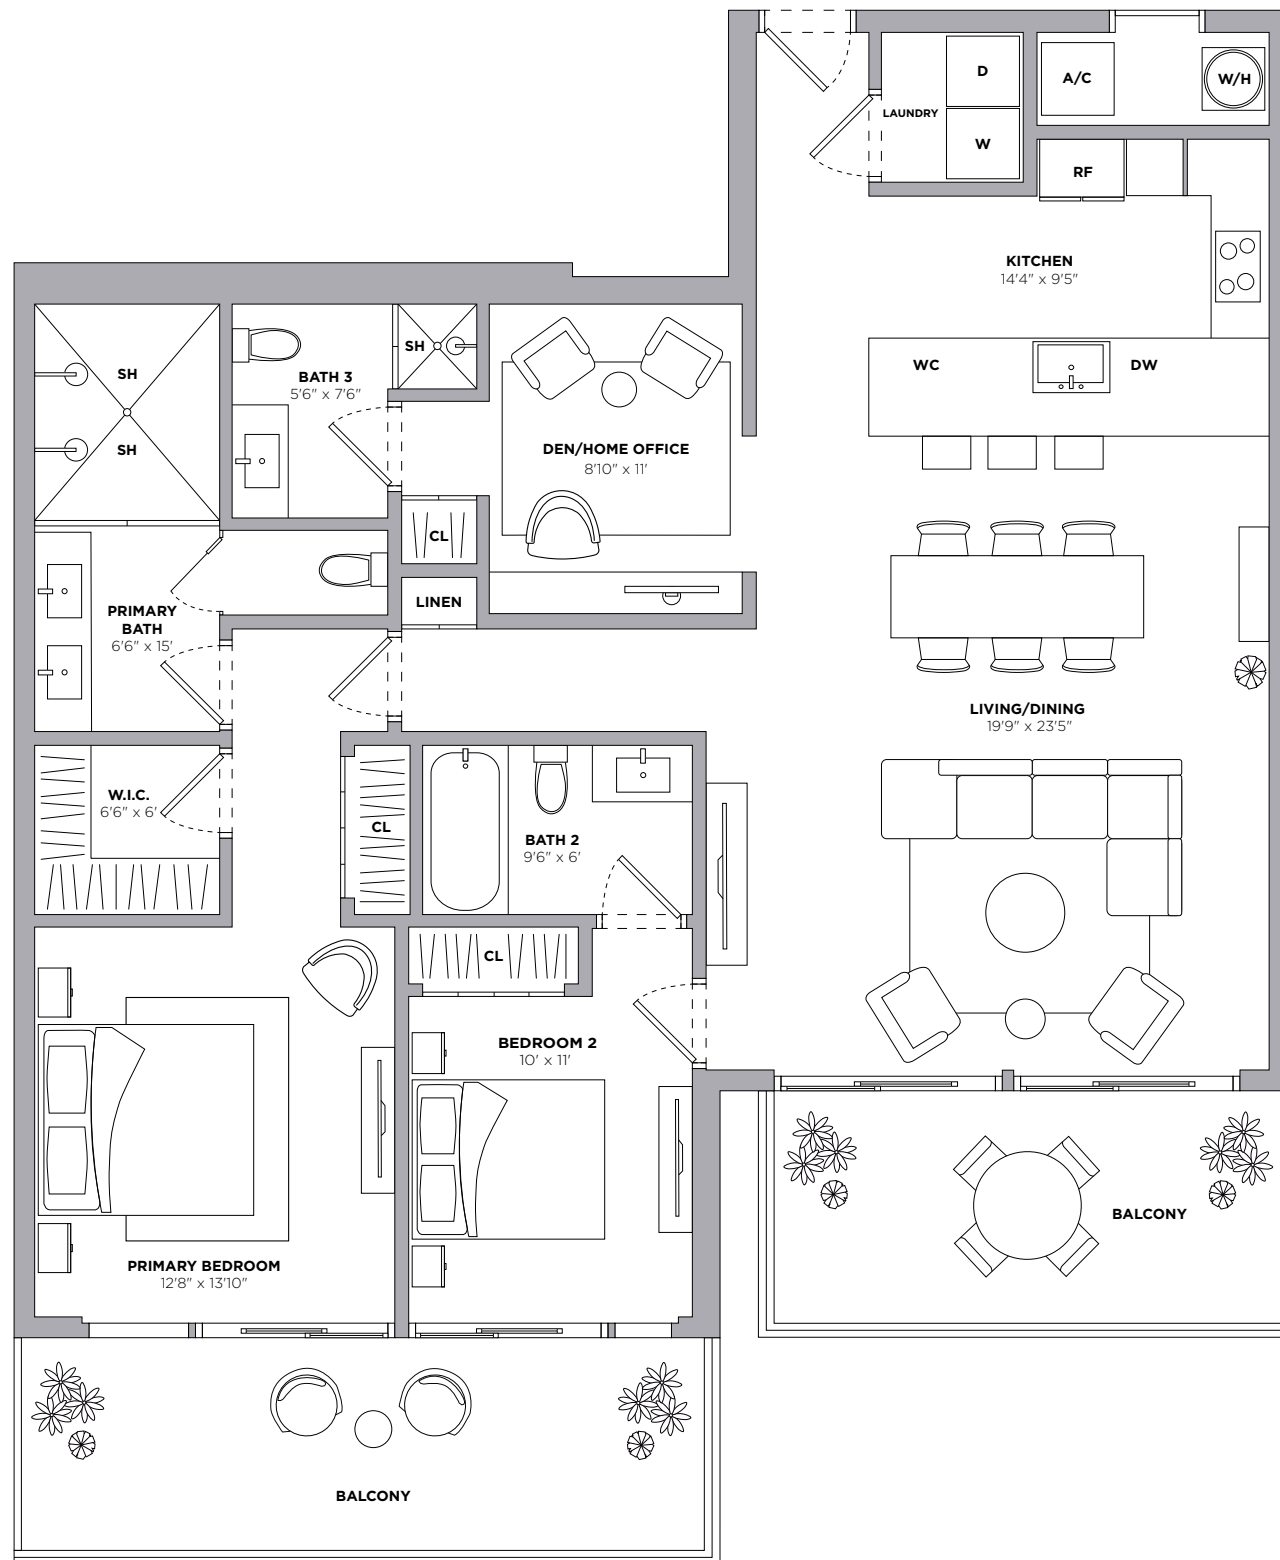 D
A/C
W/H
LAUNDRY
W
RF
KITCHEN
14'4" x 9'5"
WC
DW
SH
SH
SH
BATH 3
5'6" x 7'6"
DEN/HOME OFFICE
8'10" x 11'
CL
LINEN
PRIMARY
BATH
6'6" x 15'
LIVING/DINING
19'9" x 23'5"
W.I.C.
6'6" x 6'
CL
BATH 2
9'6" x 6'
CL
BEDROOM 2
10' x 11'
PRIMARY BEDROOM
12'8" x 13'10"
BALCONY
BALCONY